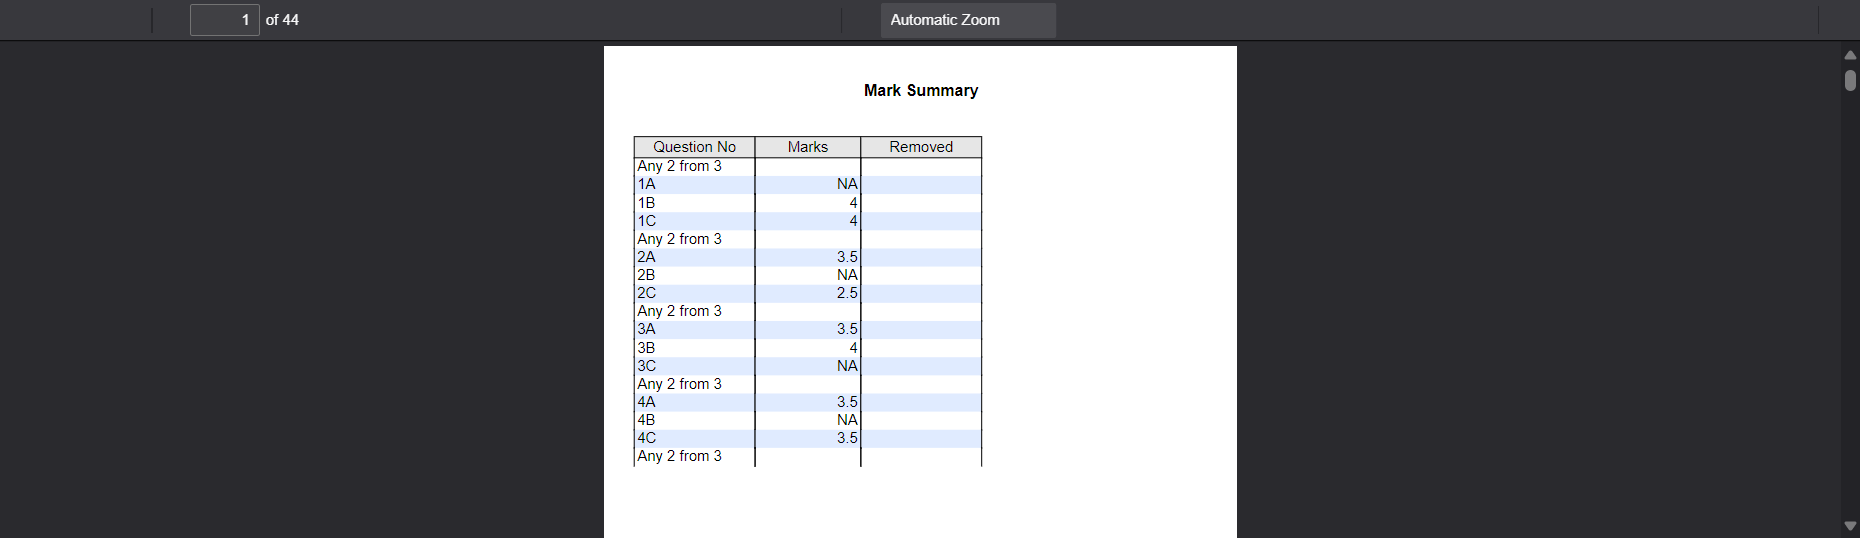 1 of 44 Automatic Zoom
Mark Summary
Question No Marks Removed
Any 2 from 3
1A NA
1B 4
1C 4
Any 2 from 3
2A 3.5
2B NA
2C 2.5
Any 2 from 3
3A 3.5
3B 4
3C NA
Any 2 from 3
4A 3.5
4B NA
4C 3.5
Any 2 from 3